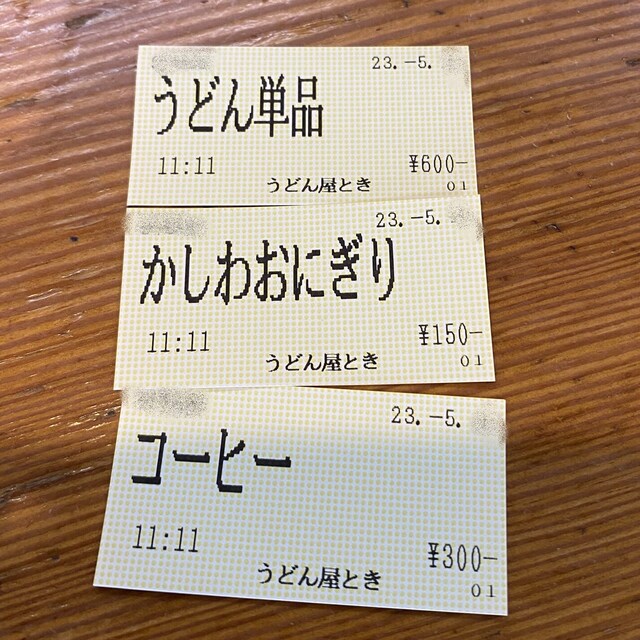 23.-5.
うどん単品
11:11 ¥600-
うどん屋とき
01
23.-5.
かしわおにぎり
11:11 ¥150-
うどん屋とき
01
23.-5.
コーヒー
11:11 ¥300-
うどん屋とき
01